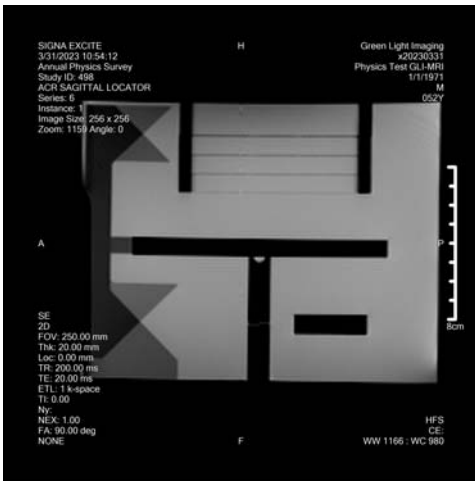 SIGNA EXCITE
3/31/2023 10:54:12
Annual Physics Survey
Study ID: 498
ACR SAGITTAL LOCATOR
Series: 6
Instance: 1
Image Size: 256 x 256
Zoom: 115% Angle: 0
H
Green Light Imaging
x20230331
Physics Test GLI-MRI
1/1/1971
M
052Y
A
P
8cm
SE
2D
FOV: 250.00 mm
Thk: 20.00 mm
Loc: 0.00 mm
TR: 200.00 ms
TE: 20.00 ms
ETL: 1 k-space
TI: 0.00
Ny:
NEX: 1.00
FA: 90.00 deg
NONE
F
HFS
CE:
WW 1166 : WC 980